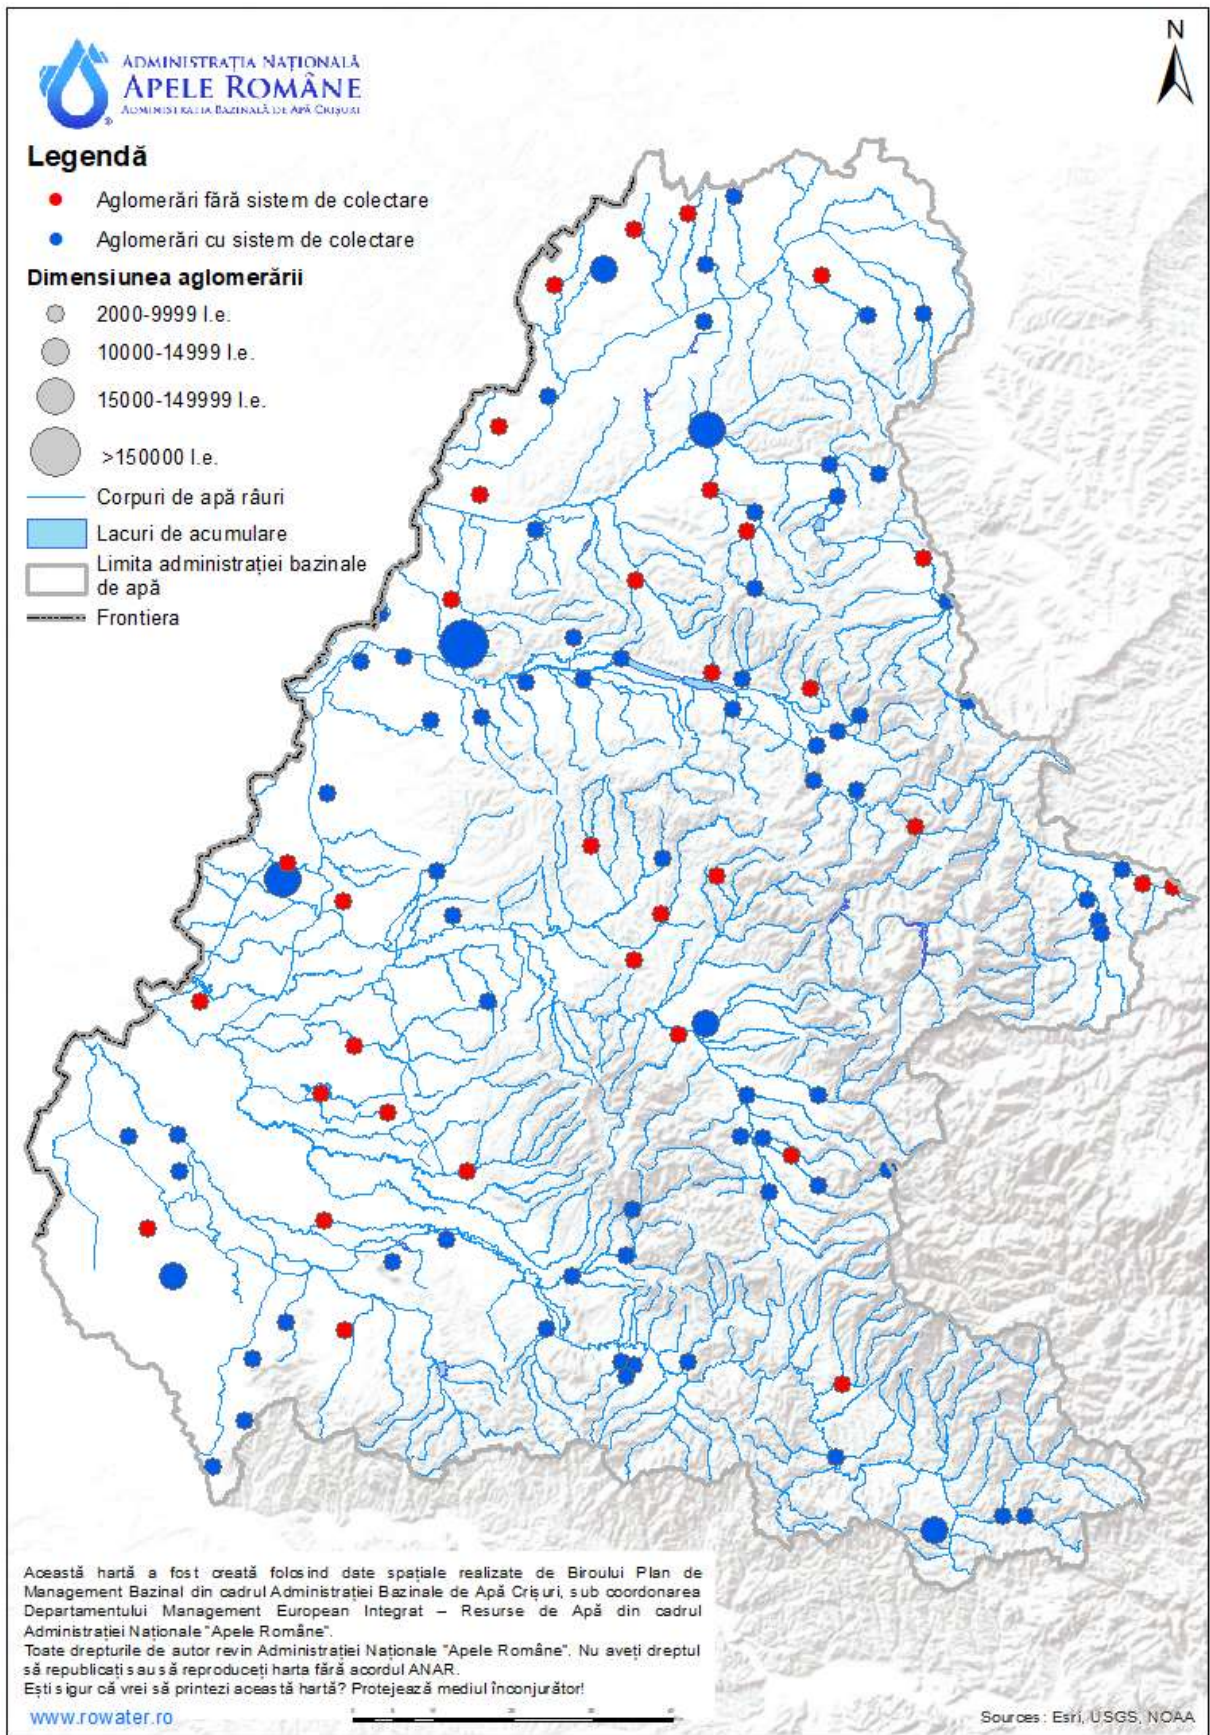 ADMINISTRAȚIA NAȚIONALĂ
APELE ROMÂNE
ADMINISTRAȚIA BAZINALĂ DE APĂ CRIȘURI
N
Legendă
Aglomerări fără sistem de colectare
Aglomerări cu sistem de colectare
Dimensiunea aglomerării
2000-9999 l.e.
10000-14999 l.e.
15000-149999 l.e.
>150000 l.e.
Corpuri de apă râuri
Lacuri de acumulare
Limita administrației bazinale
de apă
Frontiera
Această hartă a fost creată folosind date spațiale realizate de Biroului Plan de
Management Bazinal din cadrul Administrației Bazinale de Apă Crișuri, sub coordonarea
Departamentului Management European Integrat – Resurse de Apă din cadrul
Administrației Naționale "Apele Române".
Toate drepturile de autor revin Administrației Naționale "Apele Române". Nu aveți dreptul
să republicați sau să reproduceți harta fără acordul ANAR.
Ești sigur că vrei să printezi această hartă? Protejează mediul înconjurător!
www.rowater.ro
Sources: Esri, USGS, NOAA